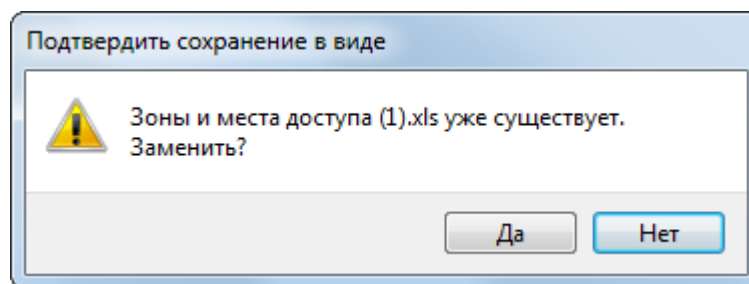 Подтвердить сохранение в виде
Зоны и места доступа (1).xls уже существует.
Заменить?
Да
Нет